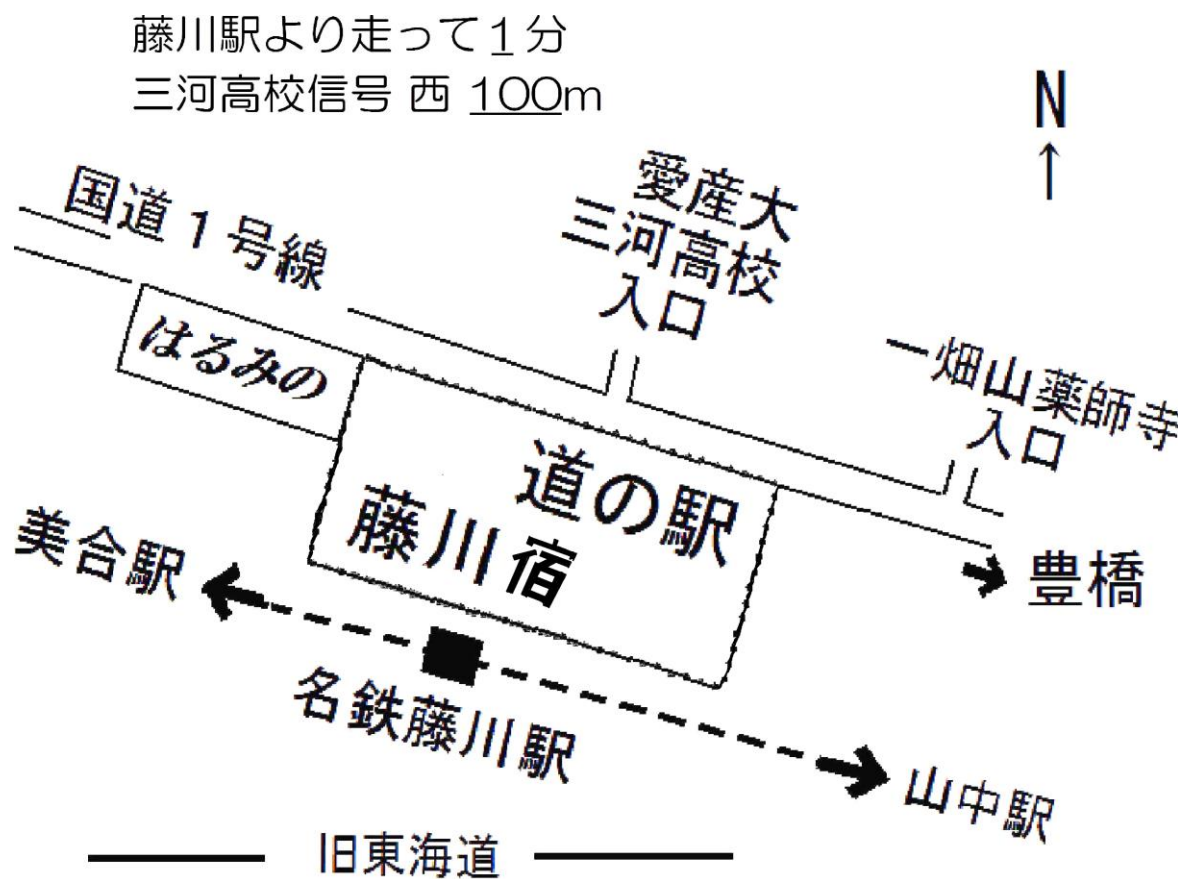 藤川駅より走って1分
三河高校信号 西 100m
N
↑
国道1号線
愛産大
三河高校
入口
一畑山薬師寺
入口
はるみの
道の駅
藤川宿
美合駅
豊橋
名鉄藤川駅
山中駅
旧東海道